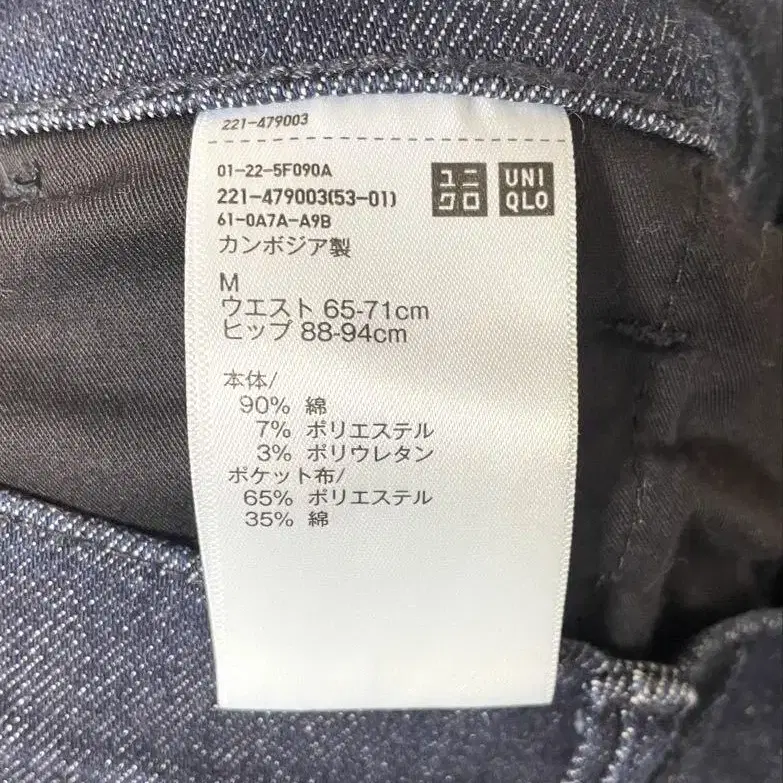 221-479003
01-22-5F090A
221-479003(53-01)
61-0A7A-A9B
カンボジア製
ユニ
クロ
UNI
QLO
M
ウエスト 65-71cm
ヒップ 88-94cm
本体/
90% 綿
7% ポリエステル
3% ポリウレタン
ポケット布/
65% ポリエステル
35% 綿